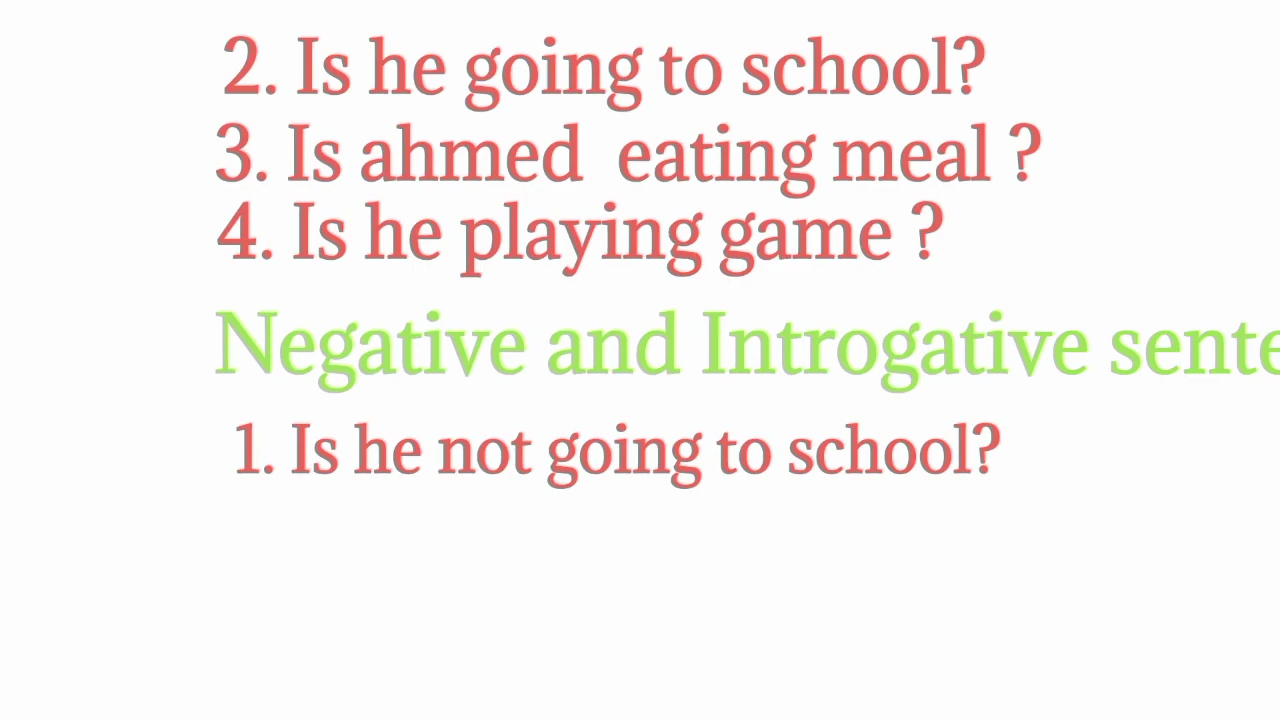 2. Is he going to school?
3. Is ahmed eating meal ?
4. Is he playing game ?
Negative and Introgative sente
1. Is he not going to school?